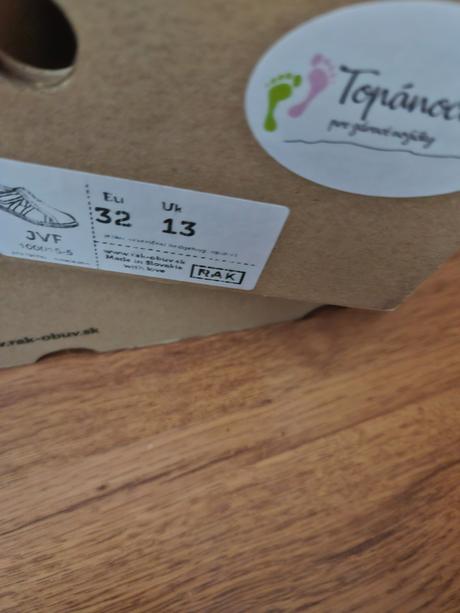 Topánoč
pre zdravé nožičky
Eu Uk
32 13
JVF
www.rak-obuv.sk
Made in Slovakia
with love
RAK
.rak-obuv.sk